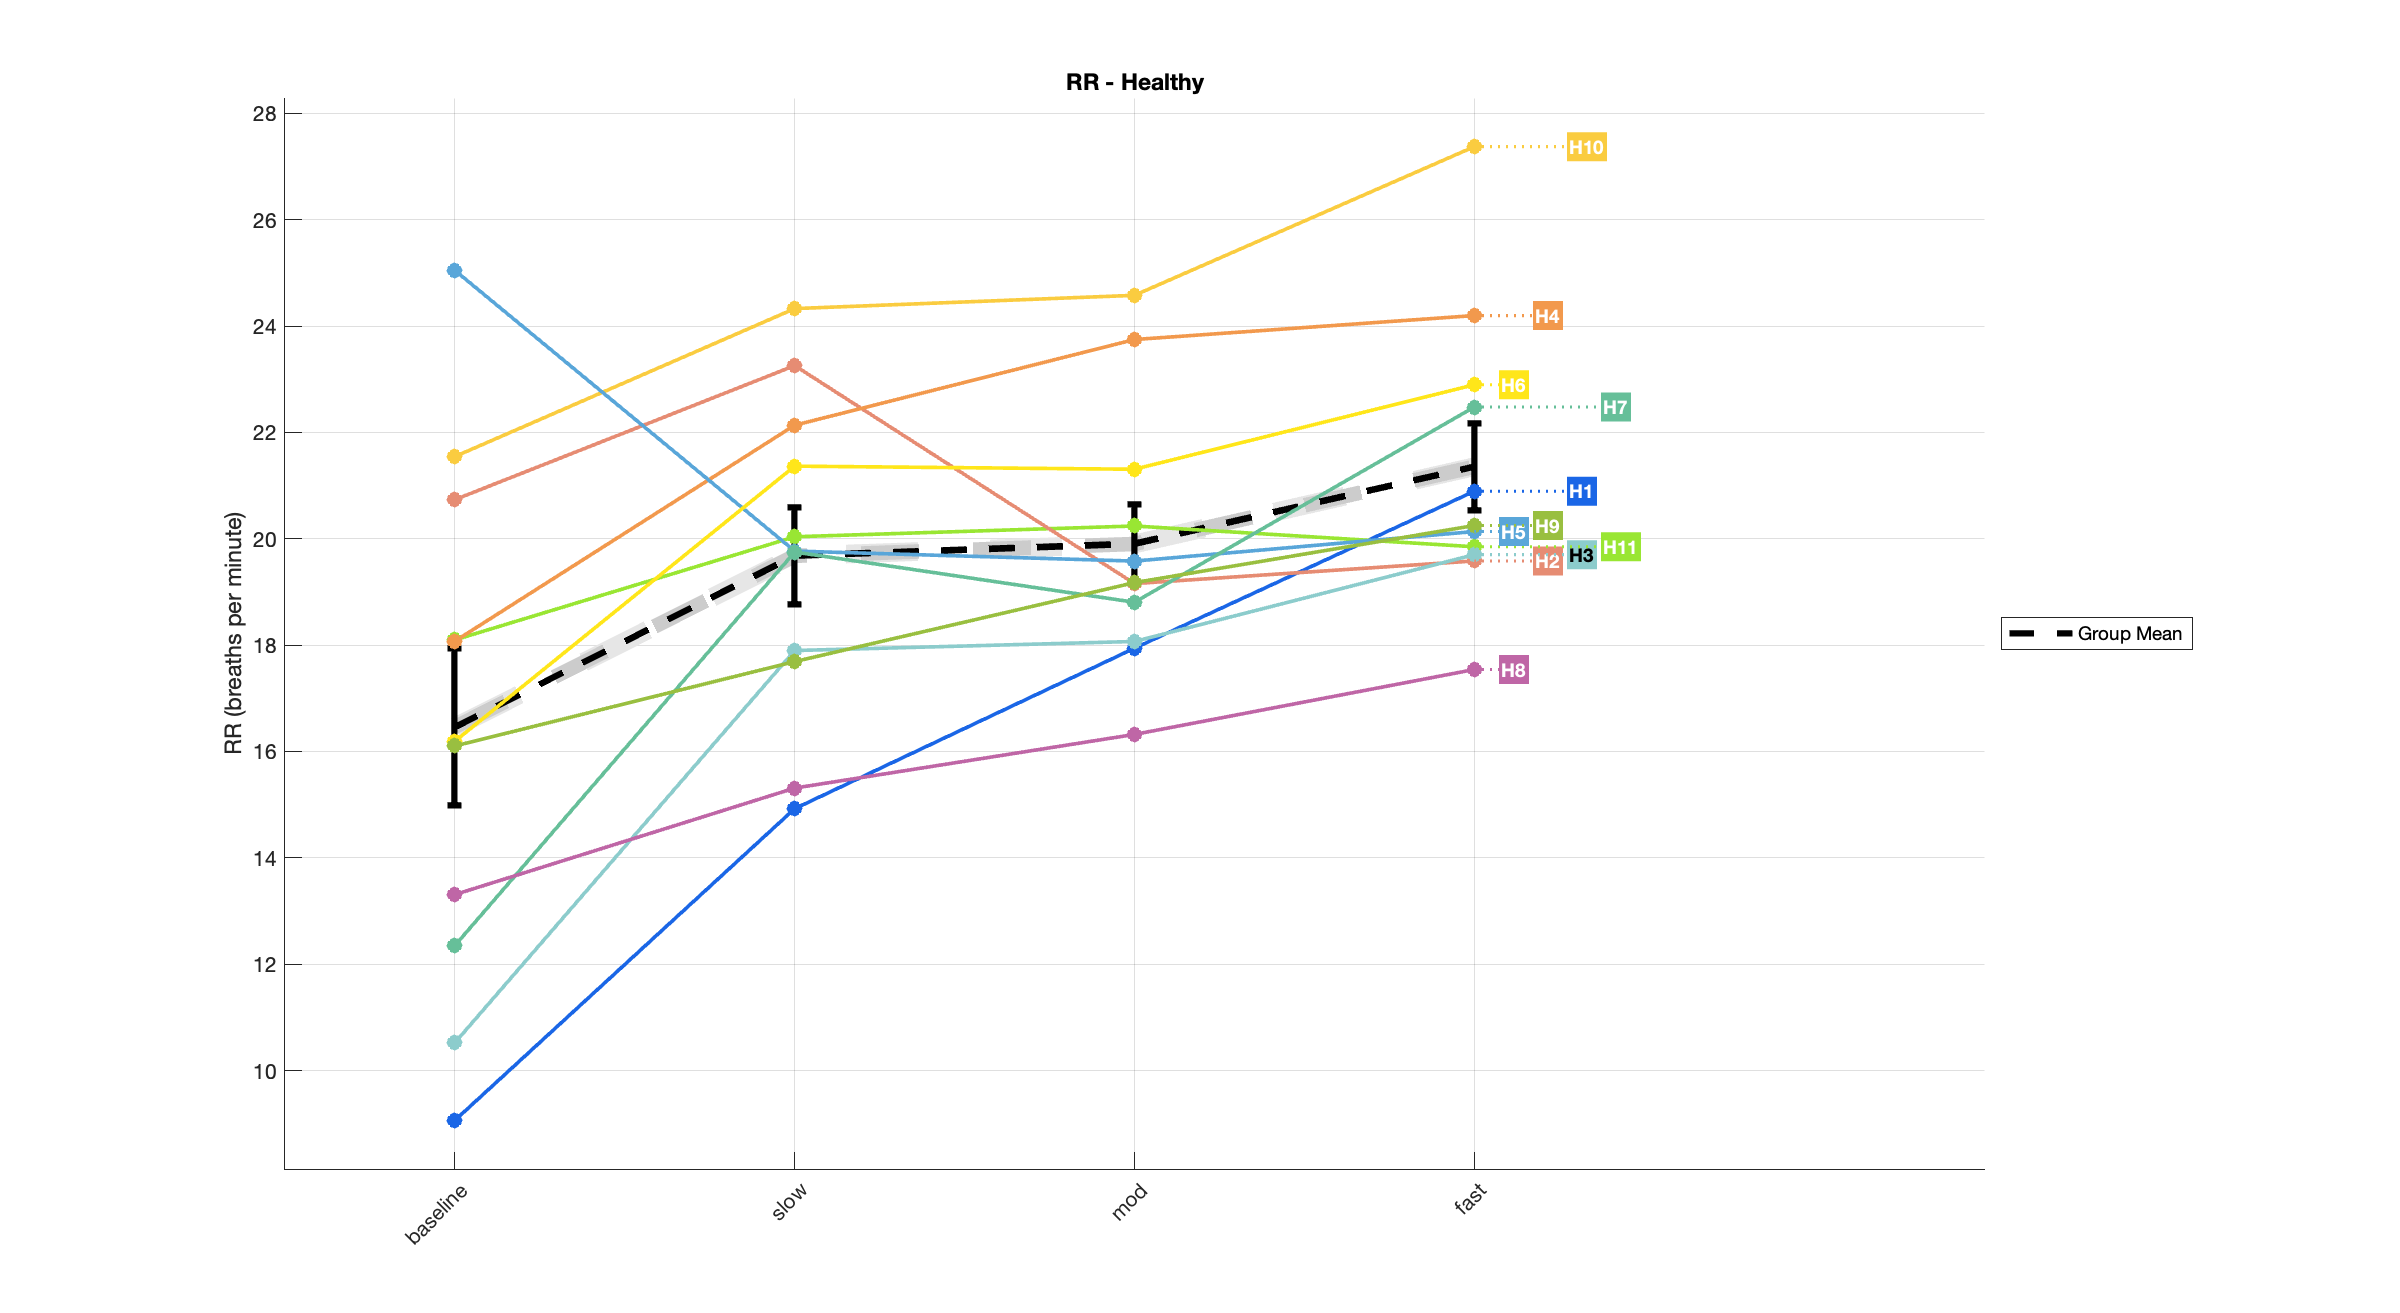 RR - Healthy
RR (breaths per minute)
28
26
24
22
20
18
16
14
12
10
baseline
slow
mod
fast
H10
H4
H6
H7
H1
H9
H5
H11
H3
H2
H8
Group Mean